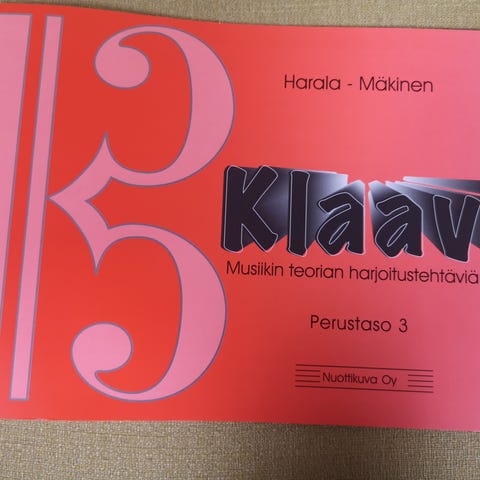 Harala - Mäkinen
Klaav
Musiikin teorian harjoitustehtäviä
Perustaso 3
Nuottikuva Oy